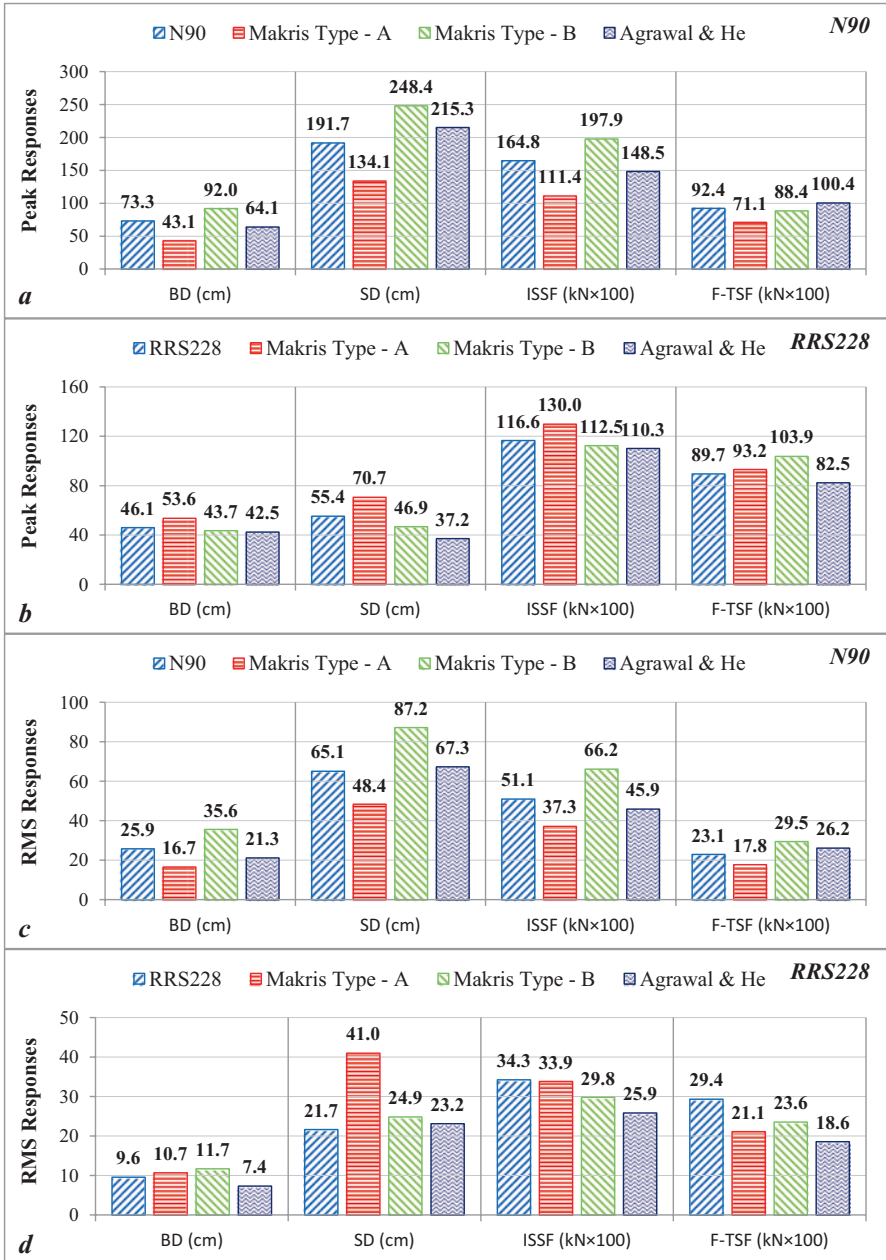 N90 Makris Type - A Makris Type - B Agrawal & He N90
Peak Responses
300
250
200
150
100
50
0
73.3 43.1 92.0 64.1 191.7 134.1 248.4 215.3 164.8 111.4 197.9 148.5 92.4 71.1 88.4 100.4
BD (cm) SD (cm) ISSF (kN×100) F-TSF (kN×100)
a
RRS228 Makris Type - A Makris Type - B Agrawal & He RRS228
Peak Responses
160
120
80
40
0
46.1 53.6 43.7 42.5 55.4 70.7 46.9 37.2 116.6 130.0 112.5 110.3 89.7 93.2 103.9 82.5
BD (cm) SD (cm) ISSF (kN×100) F-TSF (kN×100)
b
N90 Makris Type - A Makris Type - B Agrawal & He N90
RMS Responses
100
80
60
40
20
0
25.9 16.7 35.6 21.3 65.1 48.4 87.2 67.3 51.1 37.3 66.2 45.9 23.1 17.8 29.5 26.2
BD (cm) SD (cm) ISSF (kN×100) F-TSF (kN×100)
c
RRS228 Makris Type - A Makris Type - B Agrawal & He RRS228
RMS Responses
50
40
30
20
10
0
9.6 10.7 11.7 7.4 21.7 41.0 24.9 23.2 34.3 33.9 29.8 25.9 29.4 21.1 23.6 18.6
BD (cm) SD (cm) ISSF (kN×100) F-TSF (kN×100)
d